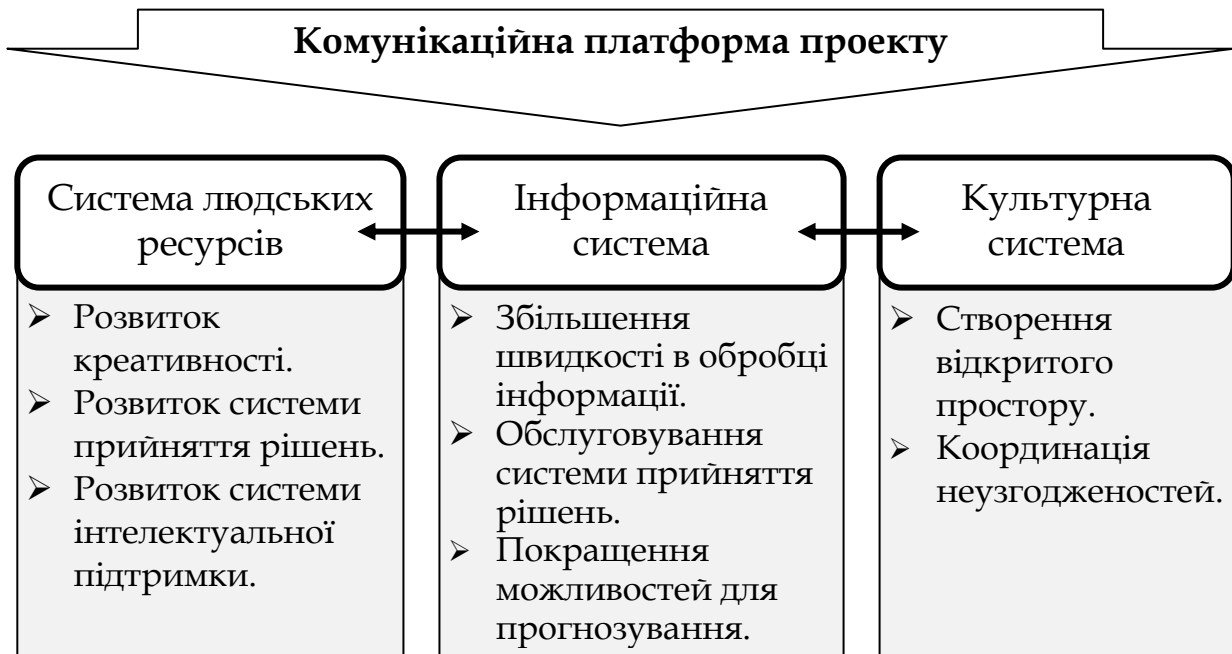 Комунікаційна платформа проекту
Система людських
ресурсів
➢ Розвиток
креативності.
➢ Розвиток системи
прийняття рішень.
➢ Розвиток системи
інтелектуальної
підтримки.
Інформаційна
система
➢ Збільшення
швидкості в обробці
інформації.
➢ Обслуговування
системи прийняття
рішень.
➢ Покращення
можливостей для
прогнозування.
Культурна
система
➢ Створення
відкритого
простору.
➢ Координація
неузгодженостей.